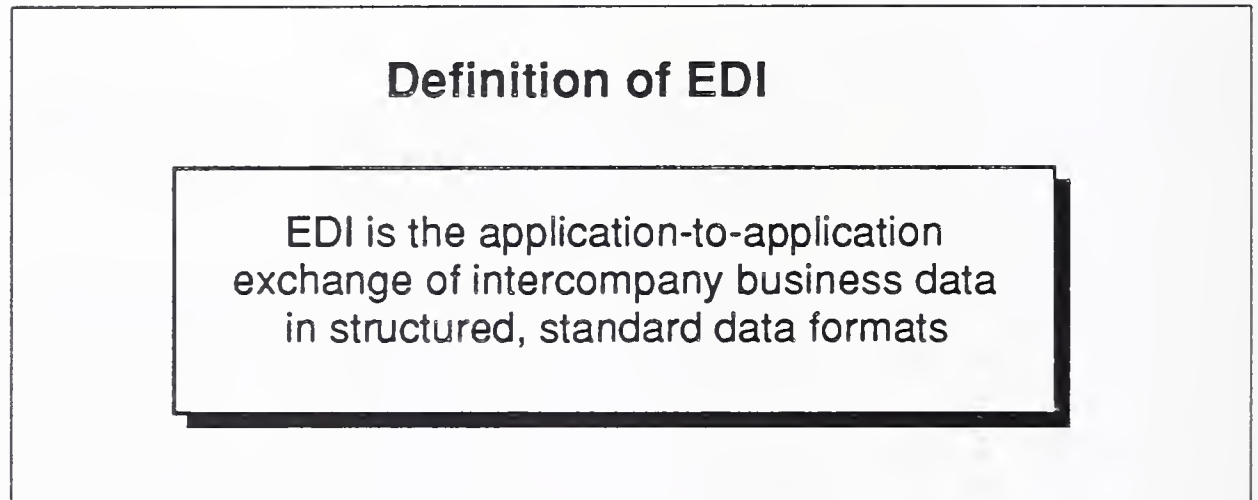 Definition of EDI
EDI is the application-to-application
exchange of intercompany business data
in structured, standard data formats